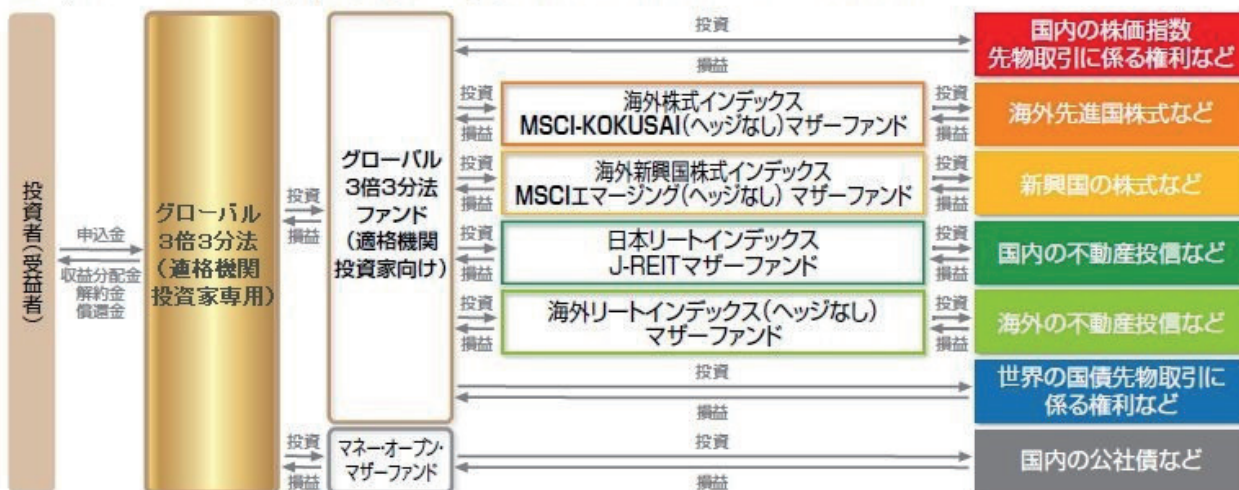 投資者(受益者)
申込金
収益分配金
解約金
償還金
グローバル
3倍3分法
(適格機関
投資家専用)
投資
損益
グローバル
3倍3分法
ファンド
(適格機関
投資家向け)
投資
損益
国内の株価指数
先物取引に係る権利など
投資
損益
海外株式インデックス
MSCI-KOKUSAI(ヘッジなし)マザーファンド
投資
損益
海外先進国株式など
投資
損益
海外新興国株式インデックス
MSCIエマージング(ヘッジなし) マザーファンド
投資
損益
新興国の株式など
投資
損益
日本リートインデックス
J-REITマザーファンド
投資
損益
国内の不動産投信など
投資
損益
海外リートインデックス(ヘッジなし)
マザーファンド
投資
損益
海外の不動産投信など
投資
損益
世界の国債先物取引に
係る権利など
投資
損益
マネー・オープン・
マザーファンド
投資
損益
国内の公社債など